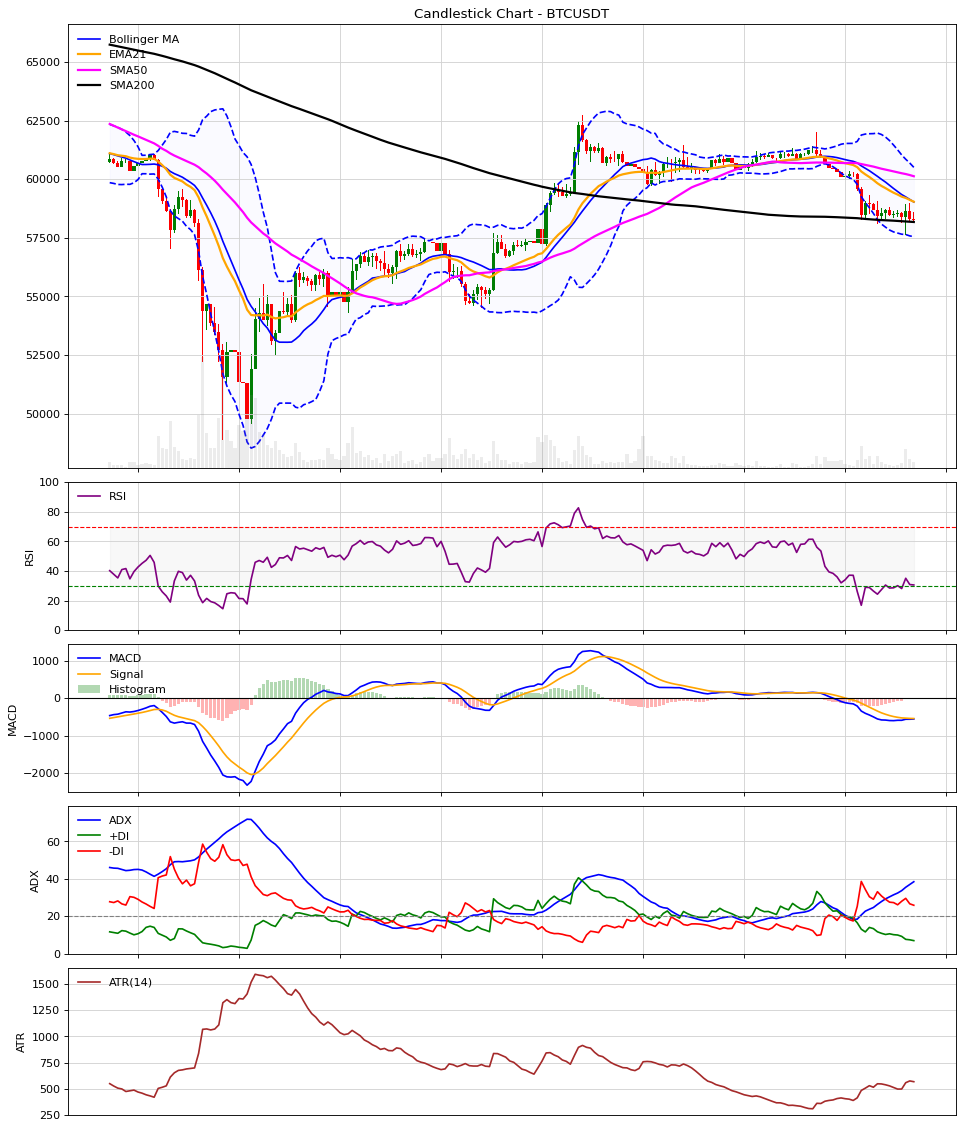 Candlestick Chart - BTCUSDT
Bollinger MA
EMA21
SMA50
SMA200
65000
62500
60000
57500
55000
52500
50000
RSI
RSI
100
80
60
40
20
0
MACD
Signal
Histogram
MACD
1000
0
−1000
−2000
ADX
+DI
-DI
ADX
60
40
20
0
ATR(14)
ATR
1500
1250
1000
750
500
250